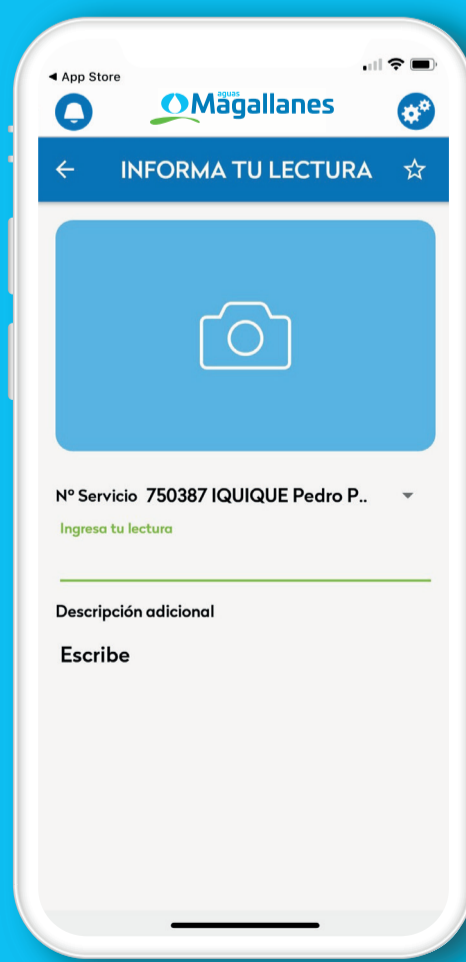 ◀ App Store
aguas
Magallanes
INFORMA TU LECTURA
Nº Servicio 750387 IQUIQUE Pedro P..
Ingresa tu lectura
Descripción adicional
Escribe